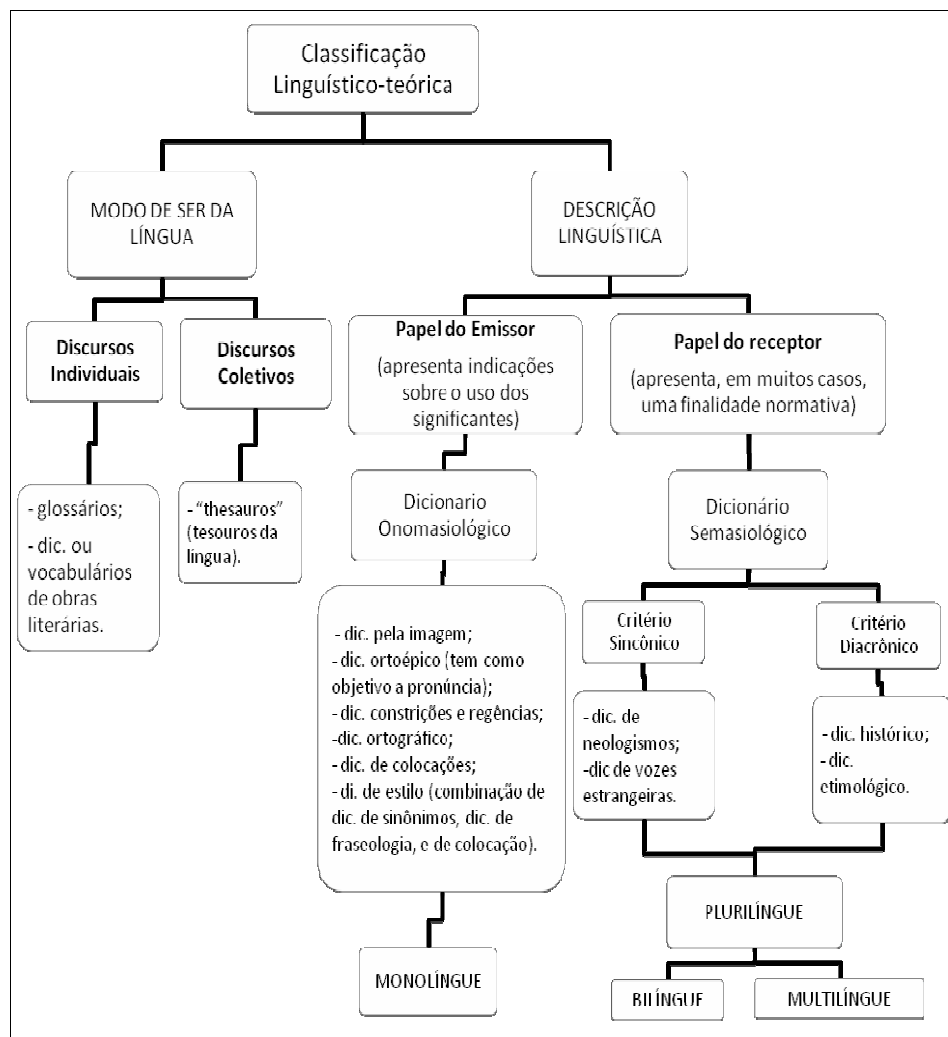 Classificação
Linguístico-teórica
MODO DE SER DA
LÍNGUA
DESCRIÇÃO
LINGUÍSTICA
Discursos
Individuais
Discursos
Coletivos
Papel do Emissor
(apresenta indicações
sobre o uso dos
significantes)
Papel do receptor
(apresenta, em muitos casos,
uma finalidade normativa)
- glossários;
- dic. ou
vocabulários
de obras
literárias.
- “thesauros”
(tesouros da
lingua).
Dicionario
Onomasiológico
Dicionário
Semasiológico
- dic. pela imagem;
- dic. ortoépico (tem como
objetivo a pronúncia);
- dic. constrições e regências;
-dic. ortográfico;
- dic. de colocações;
- di. de estilo (combinação de
dic. de sinônimos, dic. de
fraseologia, e de colocação).
Critério
Sincônico
Critério
Diacrônico
- dic. de
neologismos;
-dic de vozes
estrangeiras.
- dic. histórico;
- dic.
etimológico.
MONOLÍNGUE
PLURILÍNGUE
BILÍNGUE
MULTILÍNGUE